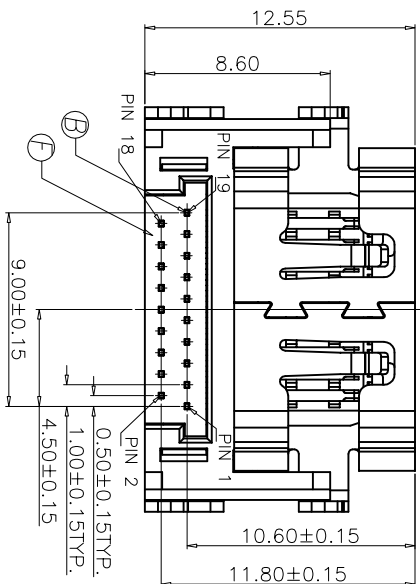 12.55
8.60
PIN 18
PIN 19
B
F
9.00±0.15
4.50±0.15
1.00±0.15TYP.
0.50±0.15TYP.
PIN 2
PIN 1
10.60±0.15
11.80±0.15